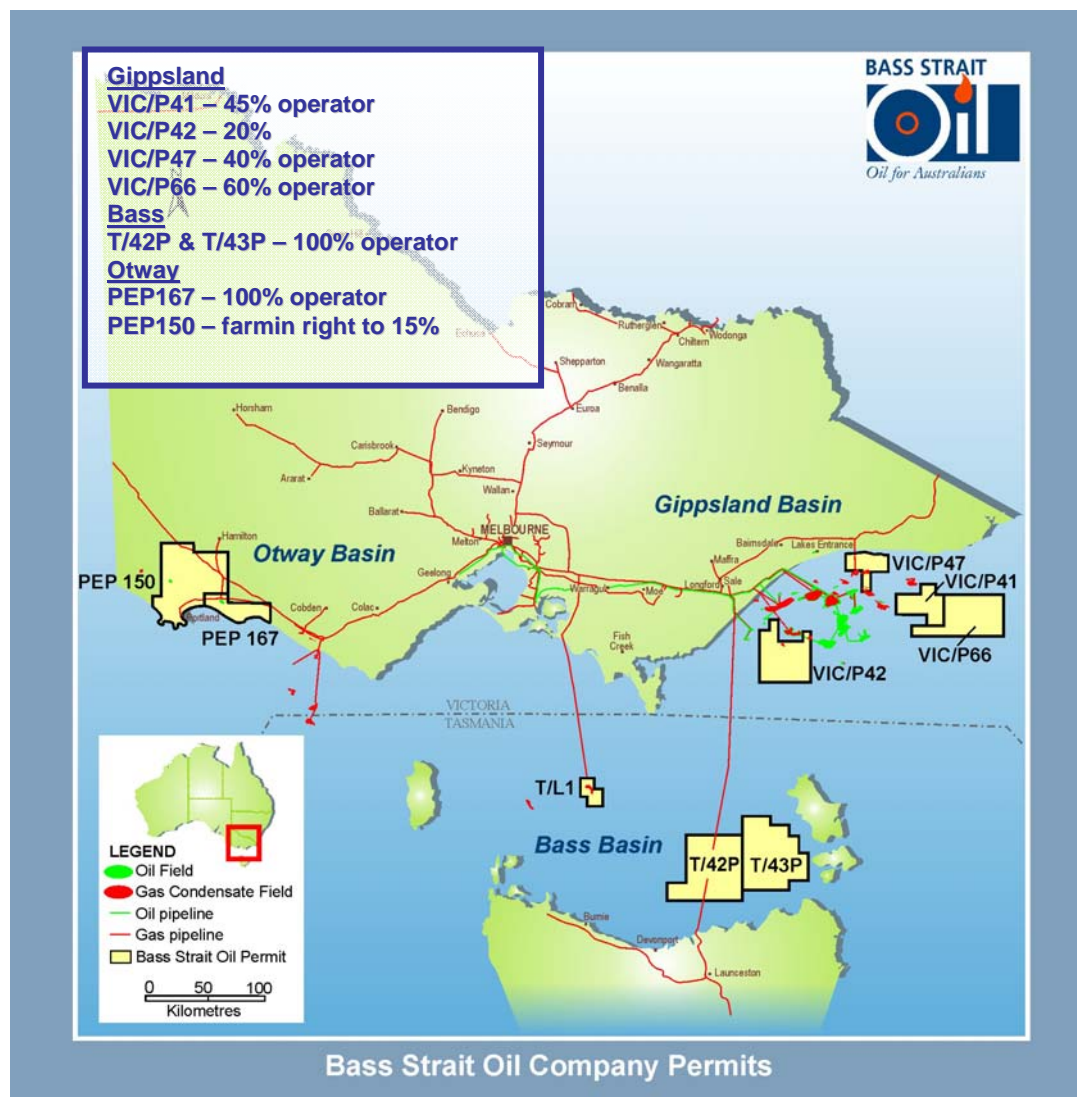 Gippsland
VIC/P41 – 45% operator
VIC/P42 – 20%
VIC/P47 – 40% operator
VIC/P66 – 60% operator
Bass
T/42P & T/43P – 100% operator
Otway
PEP167 – 100% operator
PEP150 – farmin right to 15%
BASS STRAIT
Oil
Oil for Australians
Cobram
Rutherglen
Wodonga
Chiltern
Echuca
Shepparton
Wangaratta
Benalla
Horsham
Bendigo
Euroa
Carisbrook
Seymour
Kyneton
Ararat
Wallan
Ballarat
Gippsland Basin
MELBOURNE
Hamilton
Otway Basin
Melton
Bairnsdale
Lakes Entrance
Maffra
VIC/P47
PEP 150
Geelong
Longford
Sale
VIC/P41
Warragul
Moe
Cobden
Colac
Portland
PEP 167
Fish
Creek
VIC/P66
VIC/P42
VICTORIA
TASMANIA
T/L1
Bass Basin
T/42P
T/43P
LEGEND
Oil Field
Gas Condensate Field
Oil pipeline
Gas pipeline
Bass Strait Oil Permit
0 50 100
Kilometres
Burnie
Devonport
Launceston
Bass Strait Oil Company Permits